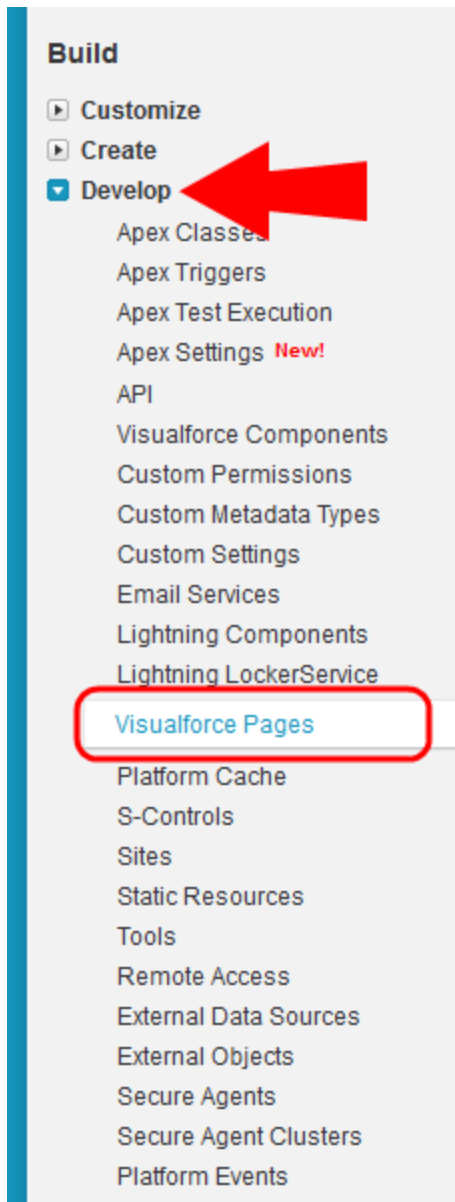 Build
Customize
Create
Develop
Apex Classes
Apex Triggers
Apex Test Execution
Apex Settings New!
API
Visualforce Components
Custom Permissions
Custom Metadata Types
Custom Settings
Email Services
Lightning Components
Lightning LockerService
Visualforce Pages
Platform Cache
S-Controls
Sites
Static Resources
Tools
Remote Access
External Data Sources
External Objects
Secure Agents
Secure Agent Clusters
Platform Events